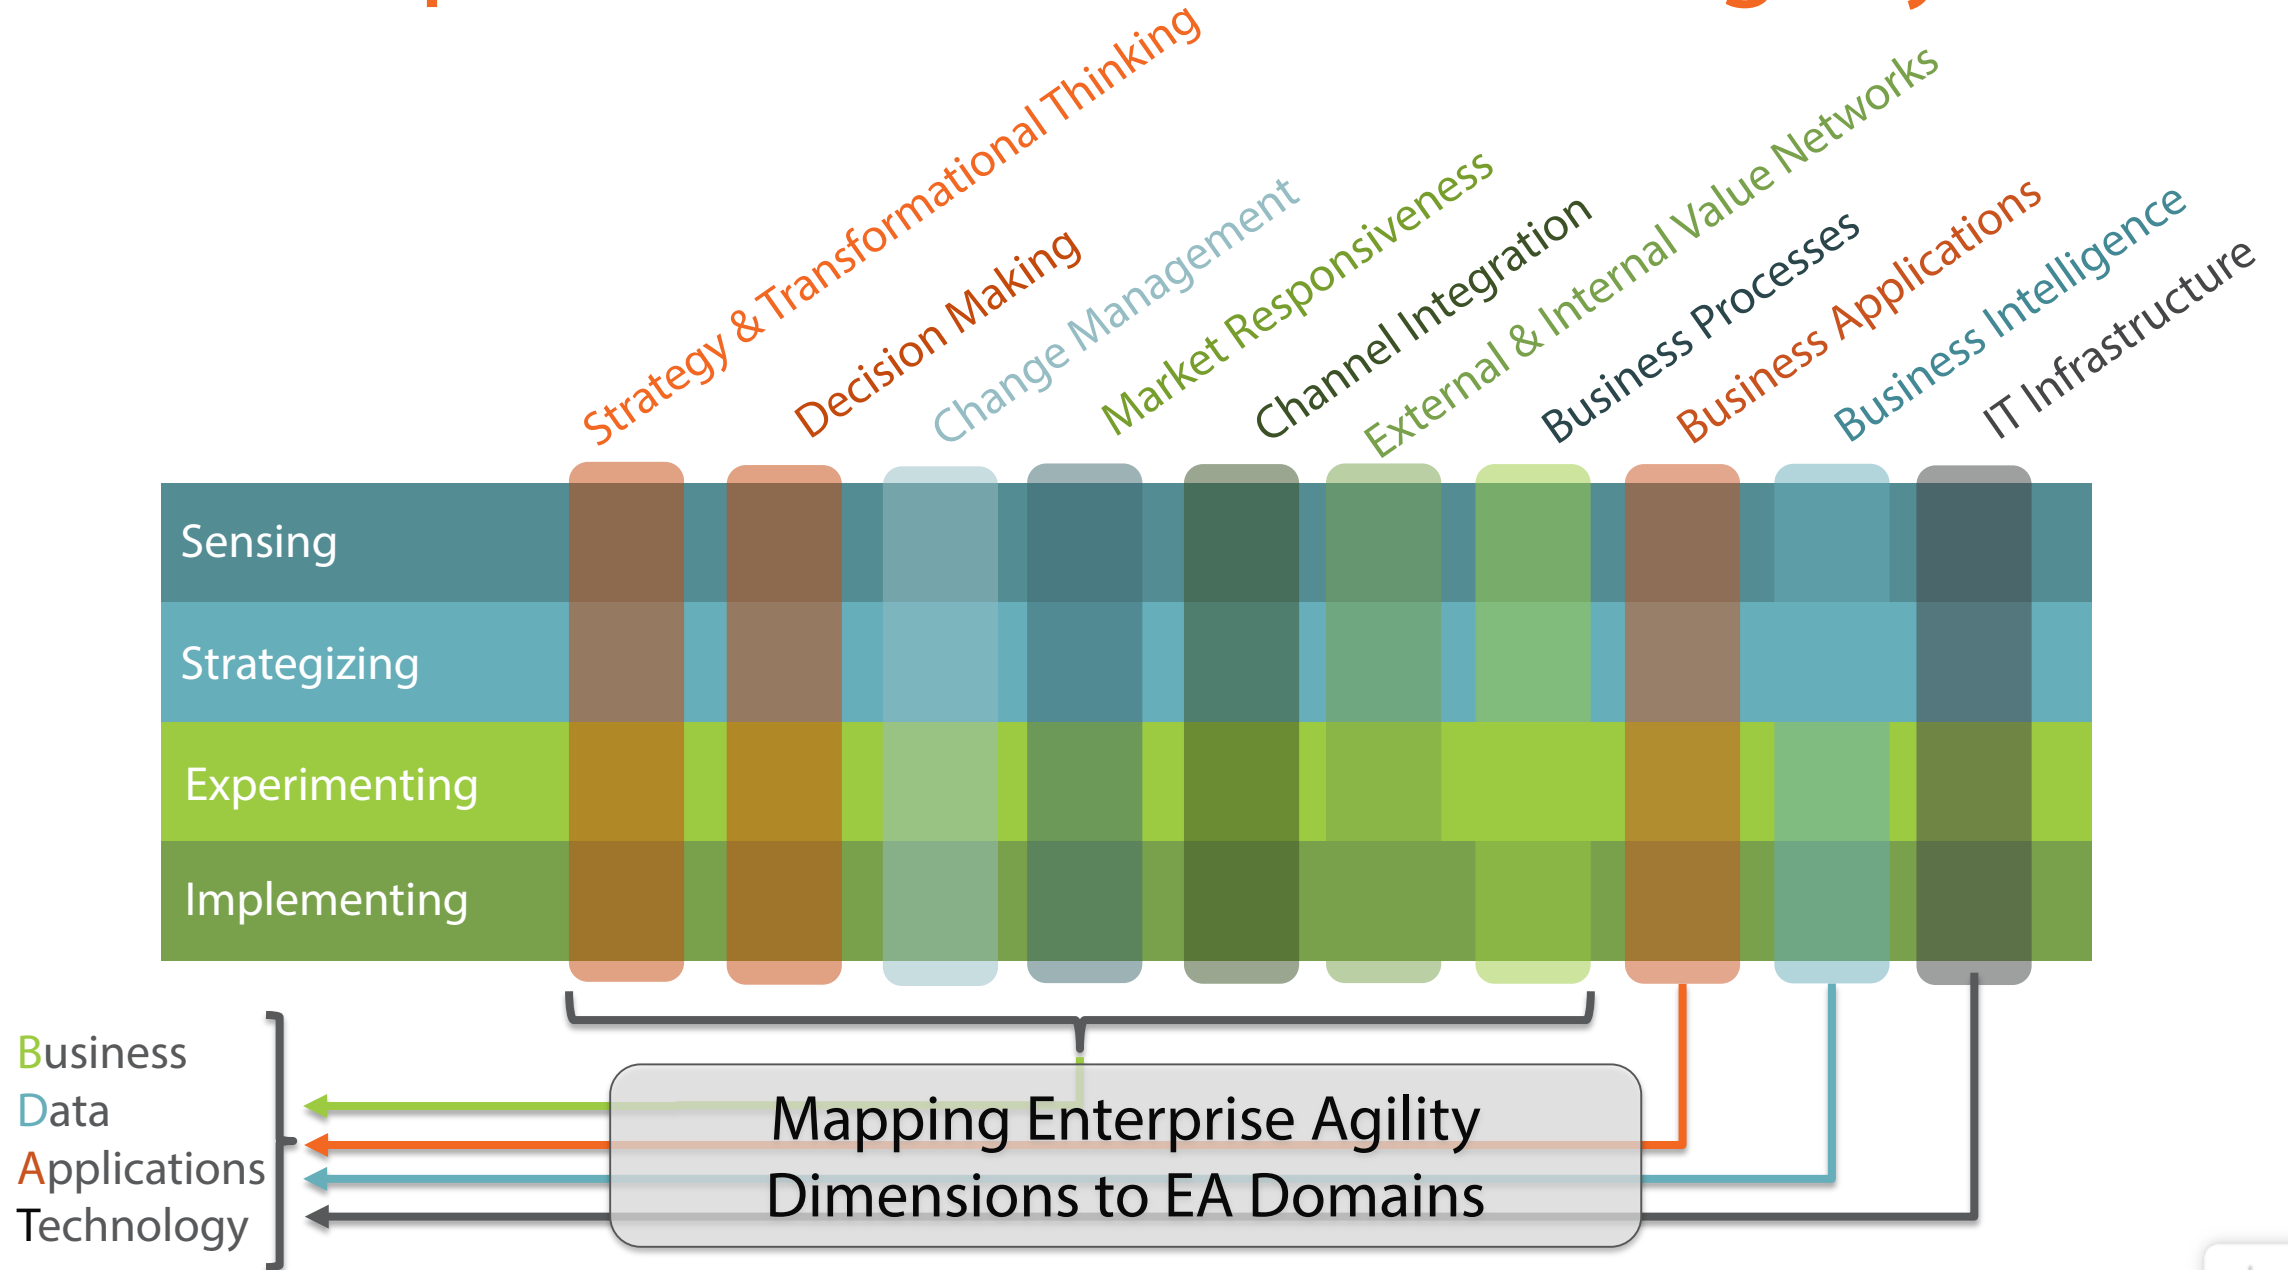 Strategy & Transformational Thinking
Decision Making
Change Management
Market Responsiveness
Channel Integration
External & Internal Value Networks
Business Processes
Business Applications
Business Intelligence
IT Infrastructure
Sensing
Strategizing
Experimenting
Implementing
Business
Data
Applications
Technology
Mapping Enterprise Agility
Dimensions to EA Domains